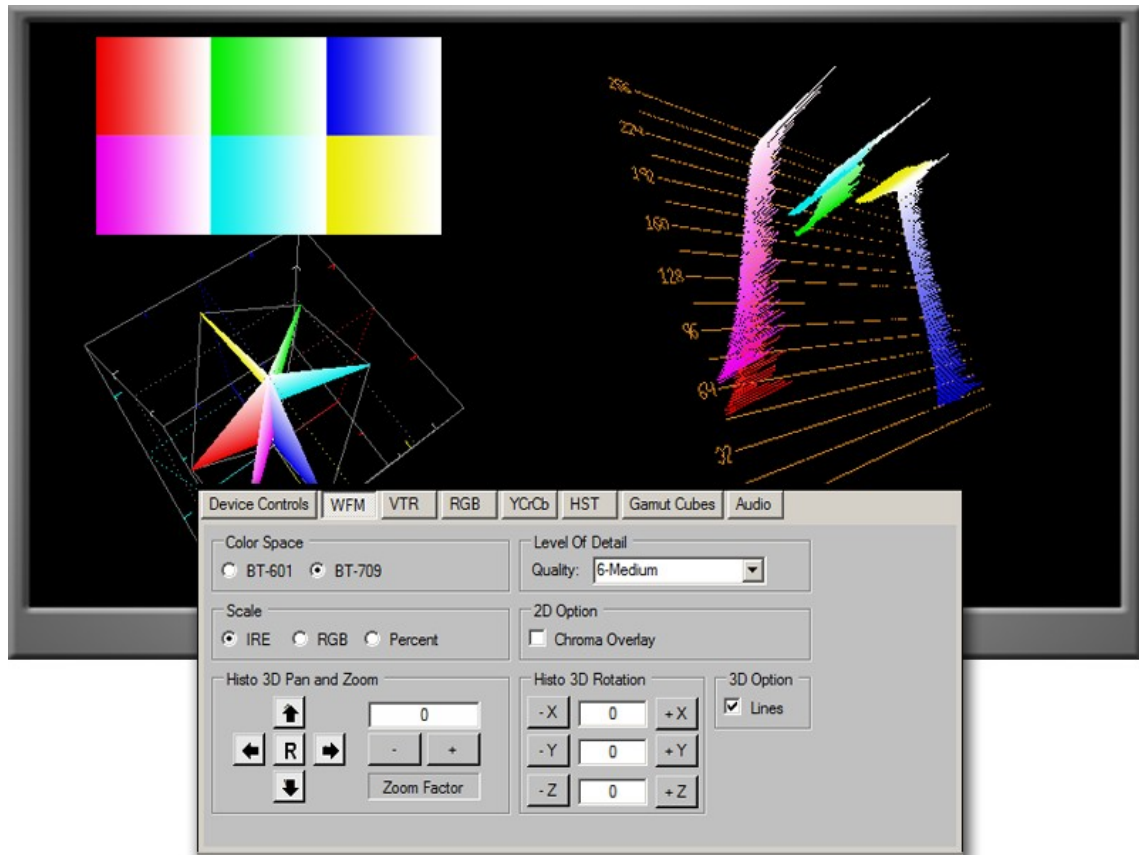 256
224
192
160
128
96
64
32
Device Controls WFM VTR RGB YCrCb HST Gamut Cubes Audio
Color Space Level Of Detail
BT-601 BT-709 Quality: 6-Medium
Scale 2D Option
IRE RGB Percent Chroma Overlay
Histo 3D Pan and Zoom Histo 3D Rotation 3D Option
0 -X 0 +X Lines
R - + -Y 0 +Y
Zoom Factor -Z 0 +Z